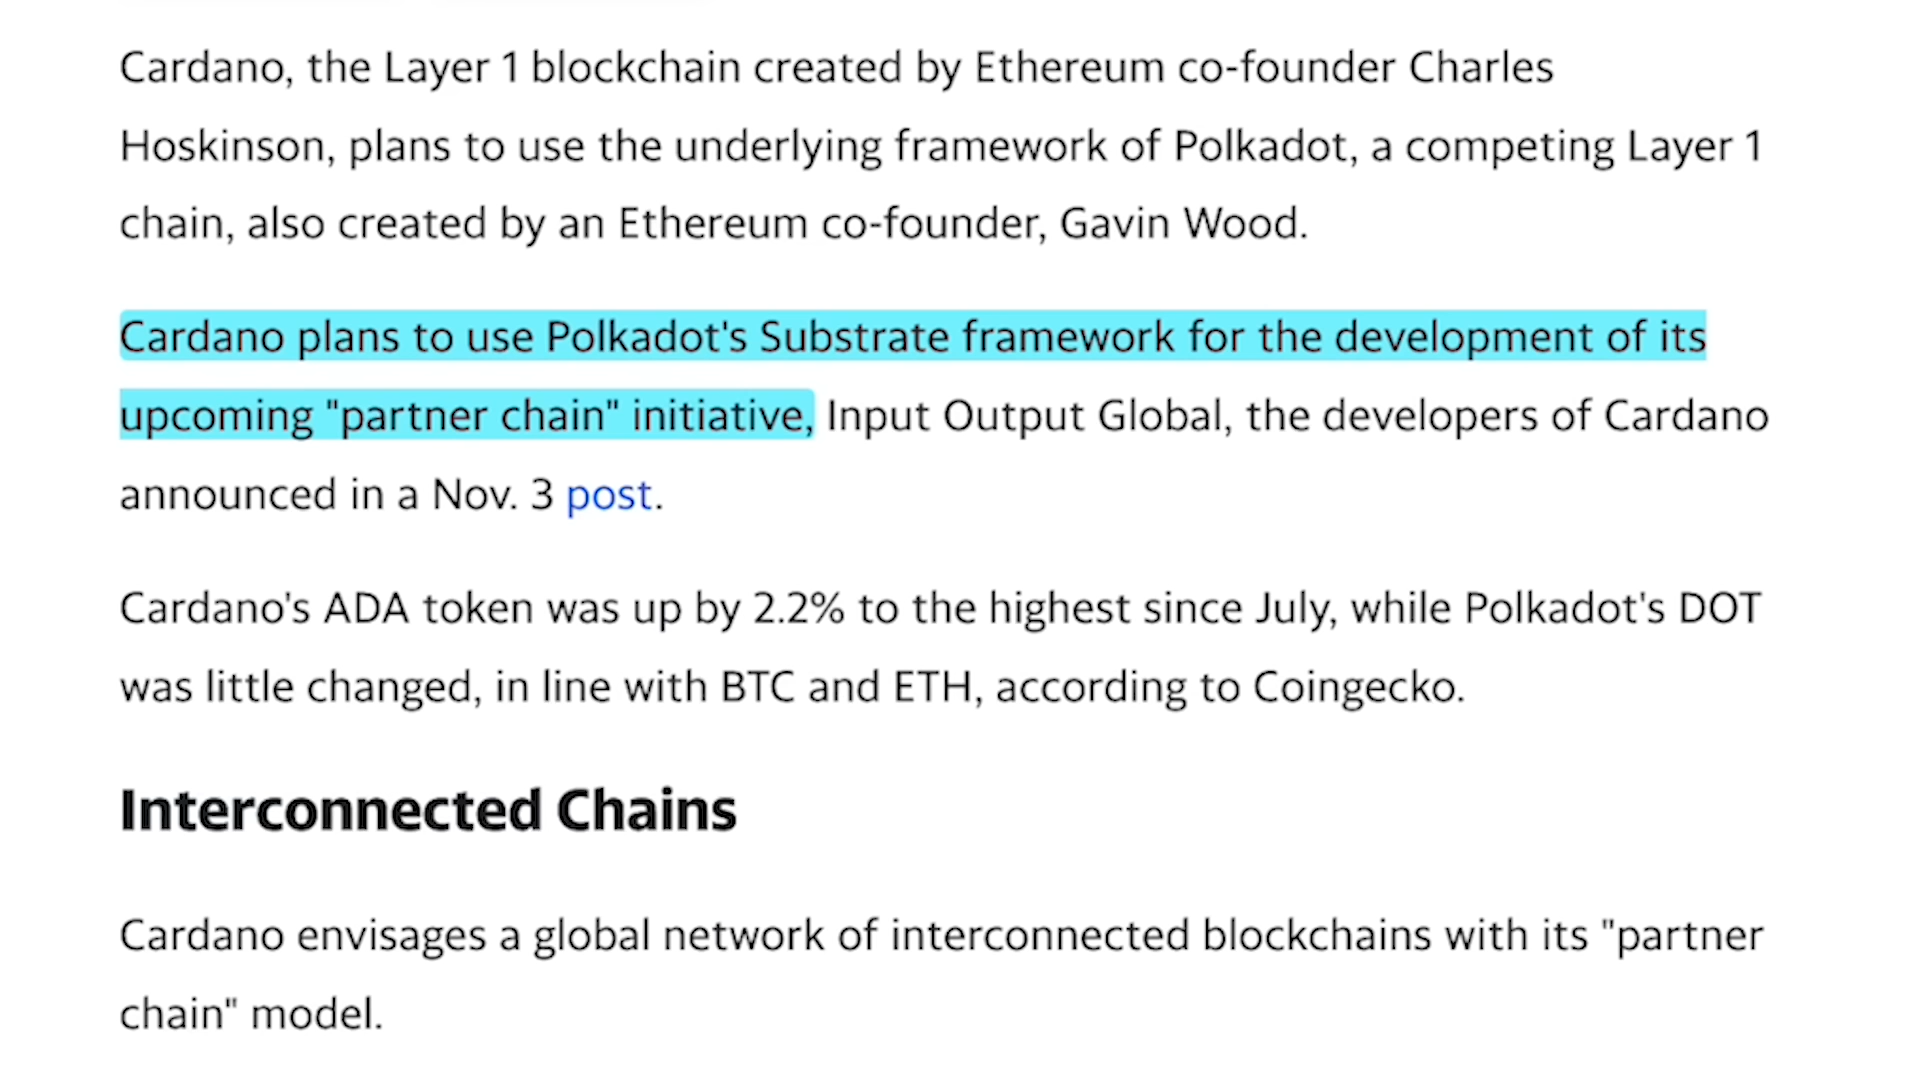 Cardano, the Layer 1 blockchain created by Ethereum co-founder Charles
Hoskinson, plans to use the underlying framework of Polkadot, a competing Layer 1
chain, also created by an Ethereum co-founder, Gavin Wood.
Cardano plans to use Polkadot's Substrate framework for the development of its
upcoming "partner chain" initiative, Input Output Global, the developers of Cardano
announced in a Nov. 3 post.
Cardano's ADA token was up by 2.2% to the highest since July, while Polkadot's DOT
was little changed, in line with BTC and ETH, according to Coingecko.
Interconnected Chains
Cardano envisages a global network of interconnected blockchains with its "partner
chain" model.